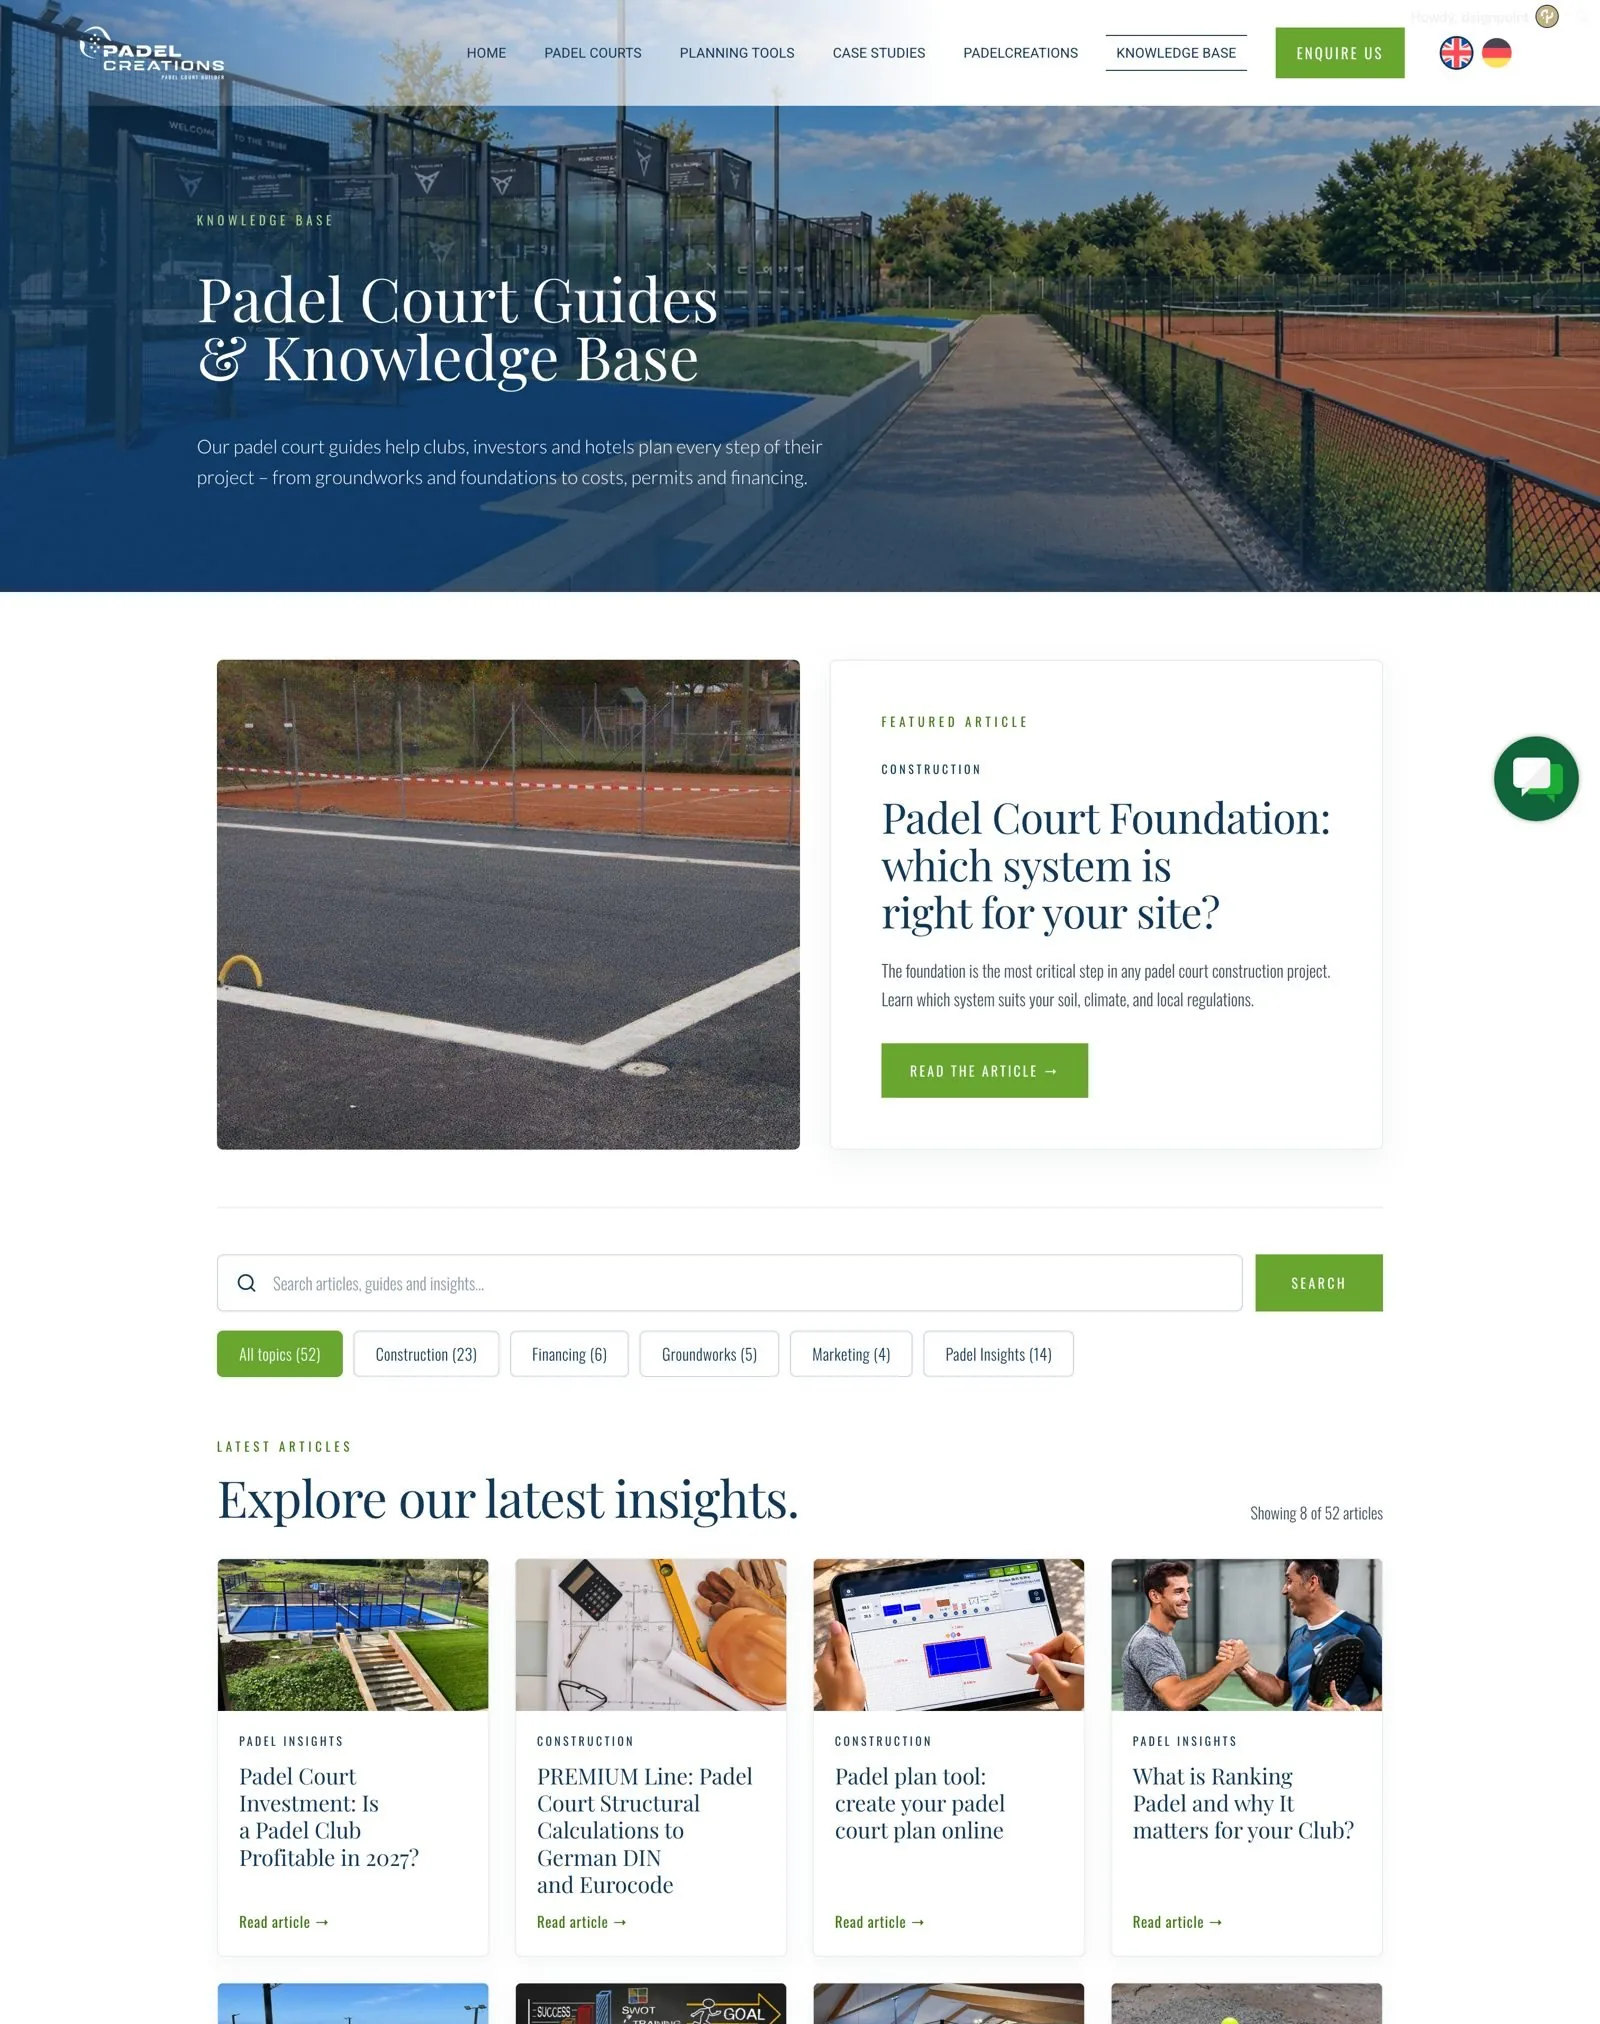 Howdy,
PADEL
CREATIONS
PADEL COURT BUILDER
HOME
PADEL COURTS
PLANNING TOOLS
CASE STUDIES
PADELCREATIONS
KNOWLEDGE BASE
ENQUIRE US
WELCOME TO THE TRIBE
KNOWLEDGE BASE
Padel Court Guides
& Knowledge Base
Our padel court guides help clubs, investors and hotels plan every step of their
project – from groundworks and foundations to costs, permits and financing.
FEATURED ARTICLE
CONSTRUCTION
Padel Court Foundation:
which system is
right for your site?
The foundation is the most critical step in any padel court construction project.
Learn which system suits your soil, climate, and local regulations.
READ THE ARTICLE →
Search articles, guides and insights...
SEARCH
All topics (52)
Construction (23)
Financing (6)
Groundworks (5)
Marketing (4)
Padel Insights (14)
LATEST ARTICLES
Explore our latest insights.
Showing 8 of 52 articles
PADEL INSIGHTS
Padel Court
Investment: Is
a Padel Club
Profitable in 2027?
Read article →
CONSTRUCTION
PREMIUM Line: Padel
Court Structural
Calculations to
German DIN
and Eurocode
Read article →
CONSTRUCTION
Padel plan tool:
create your padel
court plan online
Read article →
PADEL INSIGHTS
What is Ranking
Padel and why It
matters for your Club?
Read article →
SUCCESS
SWOT
TRAINING
GOAL